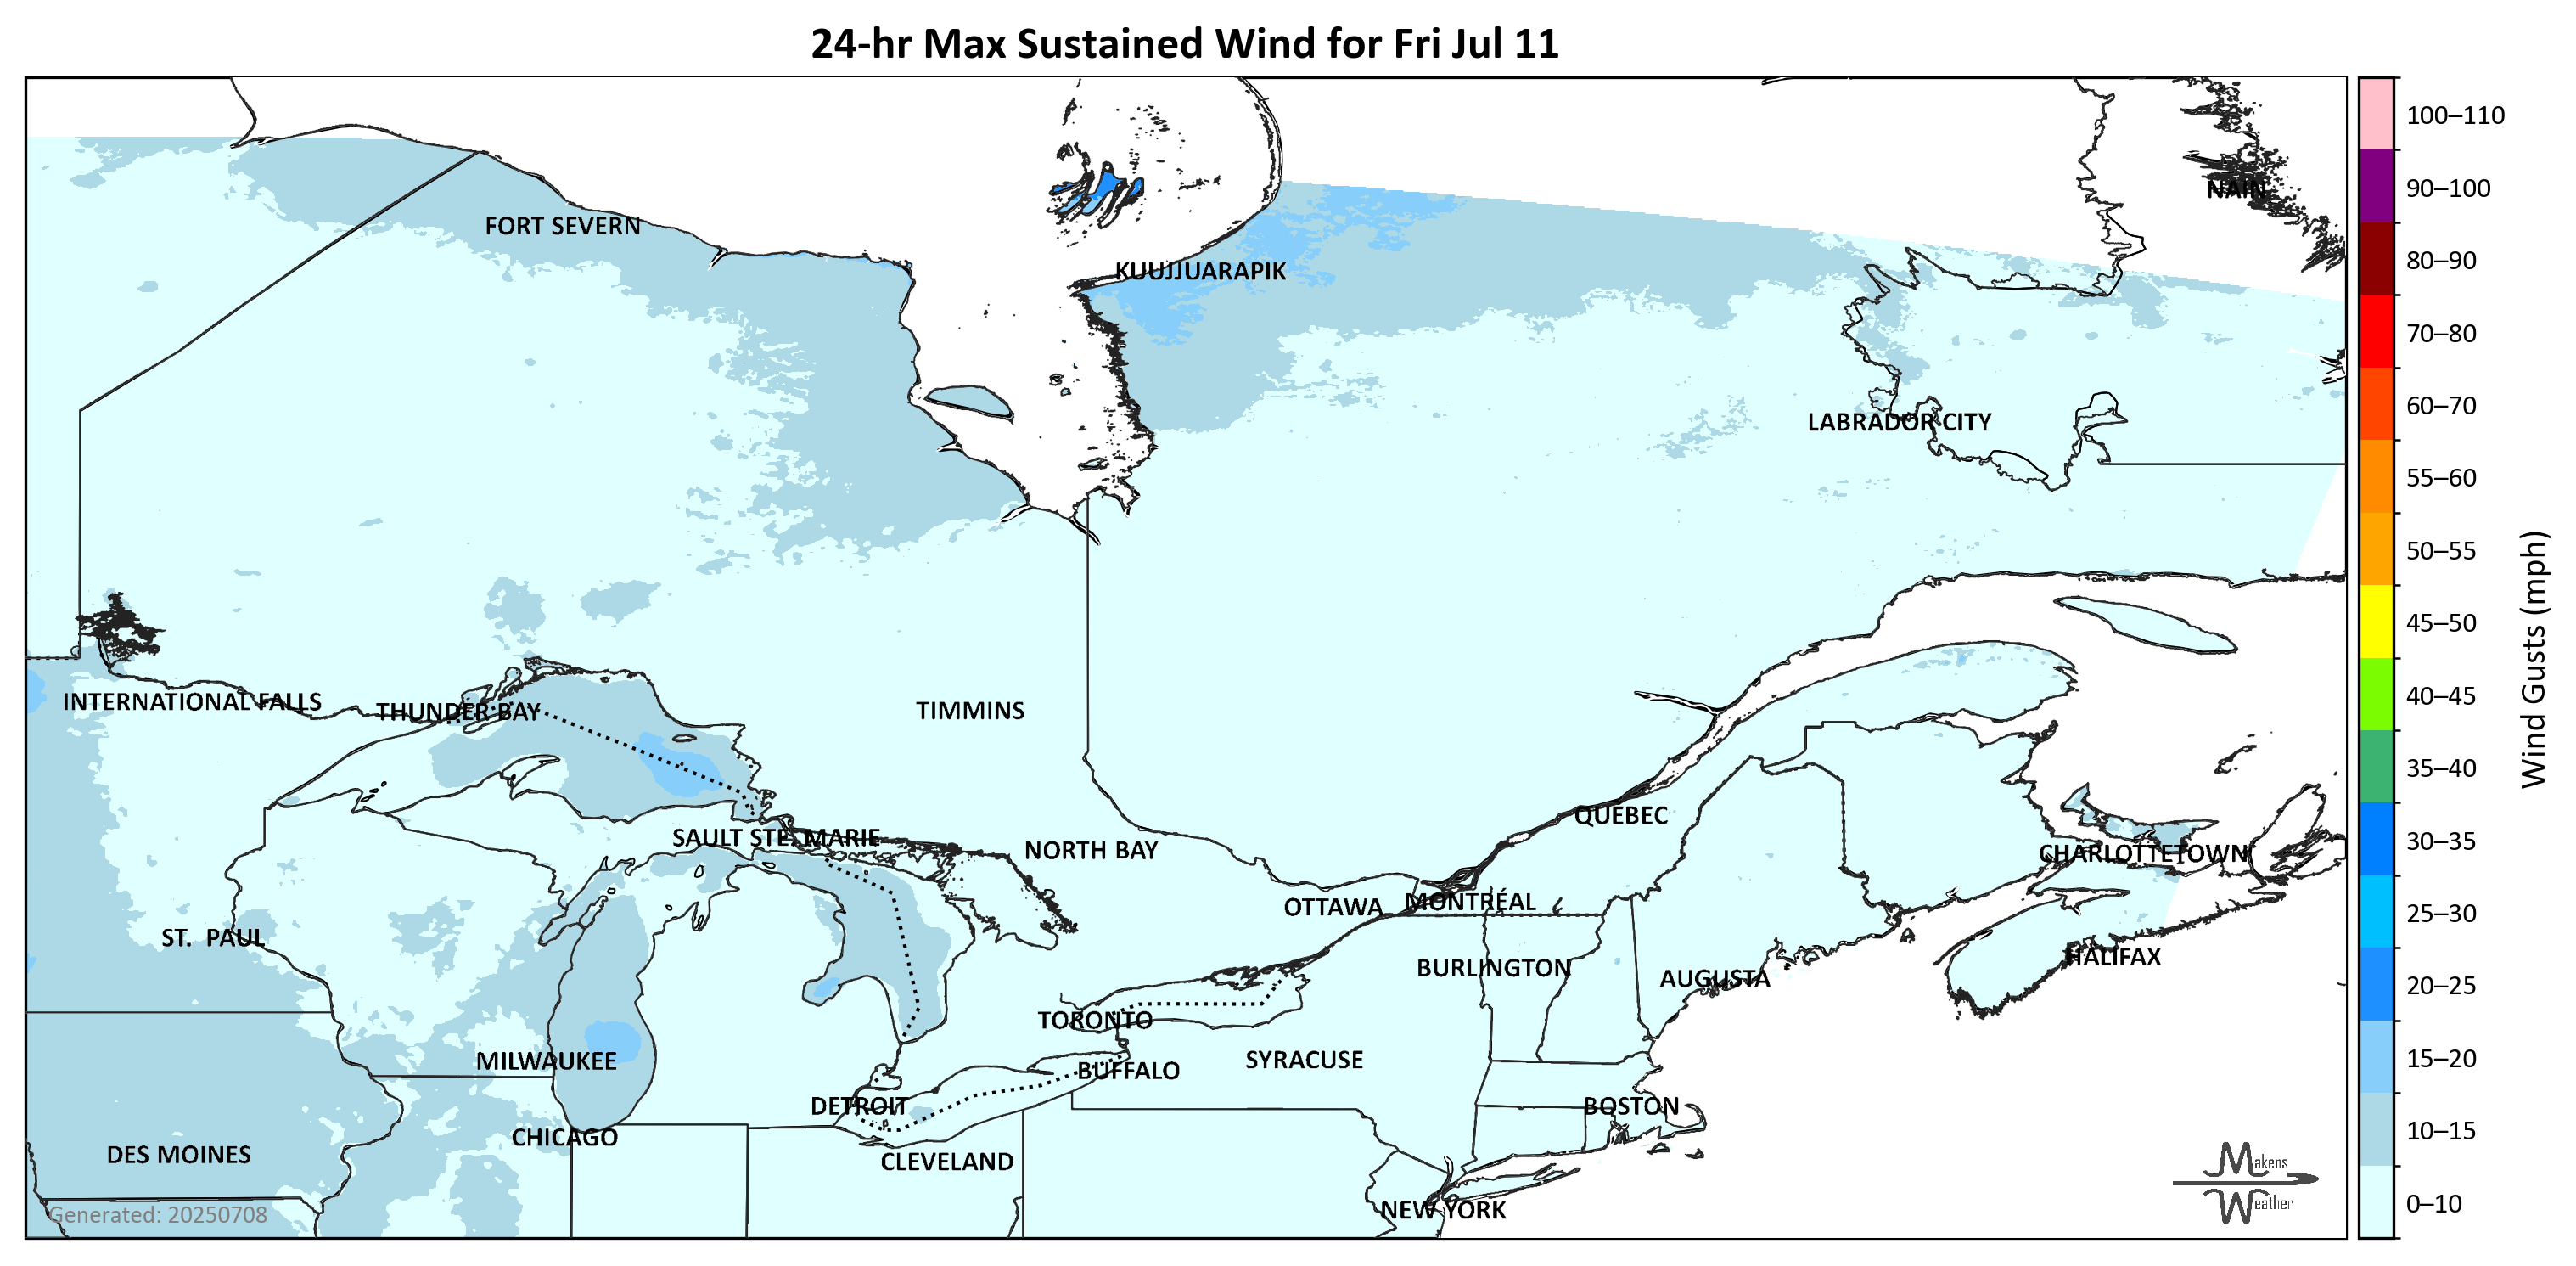 24-hr Max Sustained Wind for Fri Jul 11
100–110
90–100
NAIN
FORT SEVERN
80–90
KUUJJUARAPIK
70–80
60–70
LABRADOR CITY
55–60
50–55
45–50
Wind Gusts (mph)
40–45
INTERNATIONAL FALLS
THUNDER BAY
TIMMINS
35–40
QUEBEC
30–35
SAULT STE. MARIE
NORTH BAY
CHARLOTTETOWN
OTTAWA
MONTRÉAL
25–30
ST. PAUL
HALIFAX
BURLINGTON
AUGUSTA
20–25
TORONTO
MILWAUKEE
SYRACUSE
15–20
BUFFALO
DETROIT
BOSTON
10–15
CHICAGO
DES MOINES
CLEVELAND
Makens
Weather
0–10
NEW YORK
Generated: 20250708